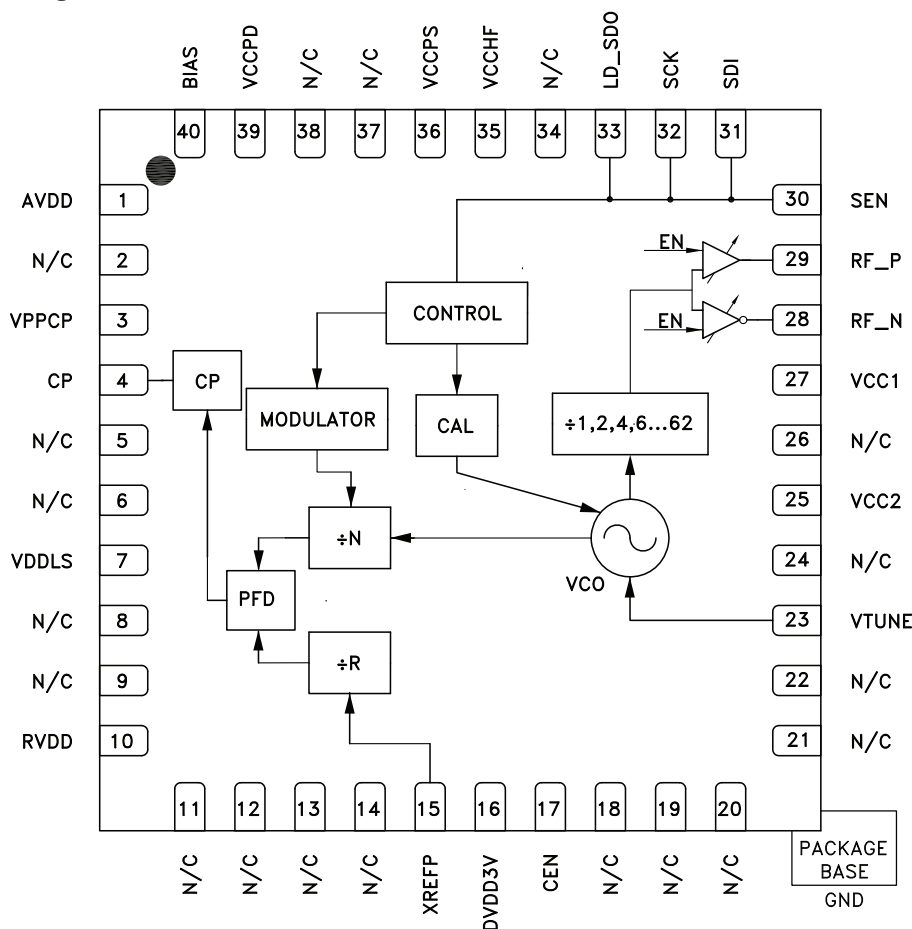 BIAS
VCCPD
N/C
N/C
VCCPS
VCCHF
N/C
LD_SDO
SCK
SDI
40
39
38
37
36
35
34
33
32
31
AVDD
1
30
SEN
N/C
2
EN
29
RF_P
VPPCP
3
CONTROL
EN
28
RF_N
CP
4
CP
27
VCC1
MODULATOR
CAL
÷1,2,4,6...62
N/C
5
26
N/C
N/C
6
25
VCC2
÷N
VDDLS
7
24
N/C
VCO
PFD
N/C
8
23
VTUNE
÷R
N/C
9
22
N/C
RVDD
10
21
N/C
11
12
13
14
15
16
17
18
19
20
N/C
N/C
N/C
N/C
XREFP
DVDD3V
CEN
N/C
N/C
N/C
PACKAGE
BASE
GND